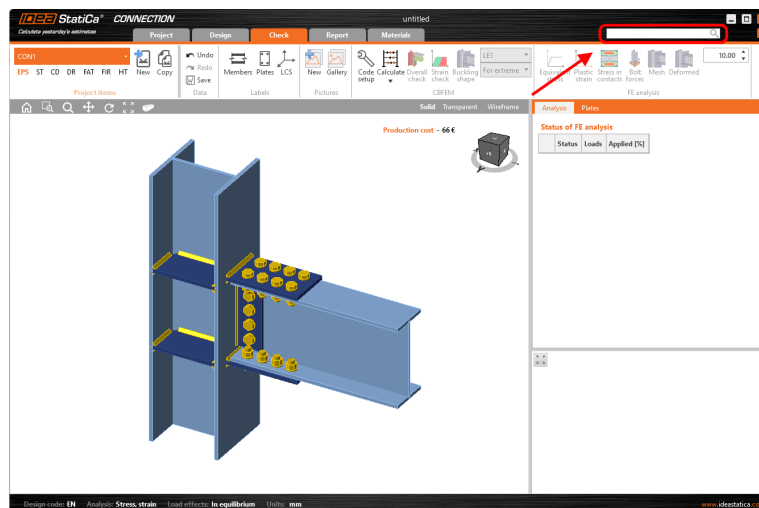 IDEA StatiCa® CONNECTION
untitled
Calculate yesterday's estimates
Project Design Check Report Materials
CON1
EPS ST CD DR FAT FIR HT
New Copy
Project items
Undo
Redo
Save
Data
Members Plates LCS
Labels
New Gallery
Pictures
Code setup Calculate Overall check Strain check Buckling shape
LE1
For extreme
CBFEM
Plastic strain Stress in contacts Bolt forces Mesh Deformed
10.00
FE analysis
Solid Transparent Wireframe
Production cost - 66 €
Analysis Plates
Status of FE analysis
Status Loads Applied [%]
Design code: EN Analysis: Stress, strain Load effects: In equilibrium Units: mm
www.ideastatica.co